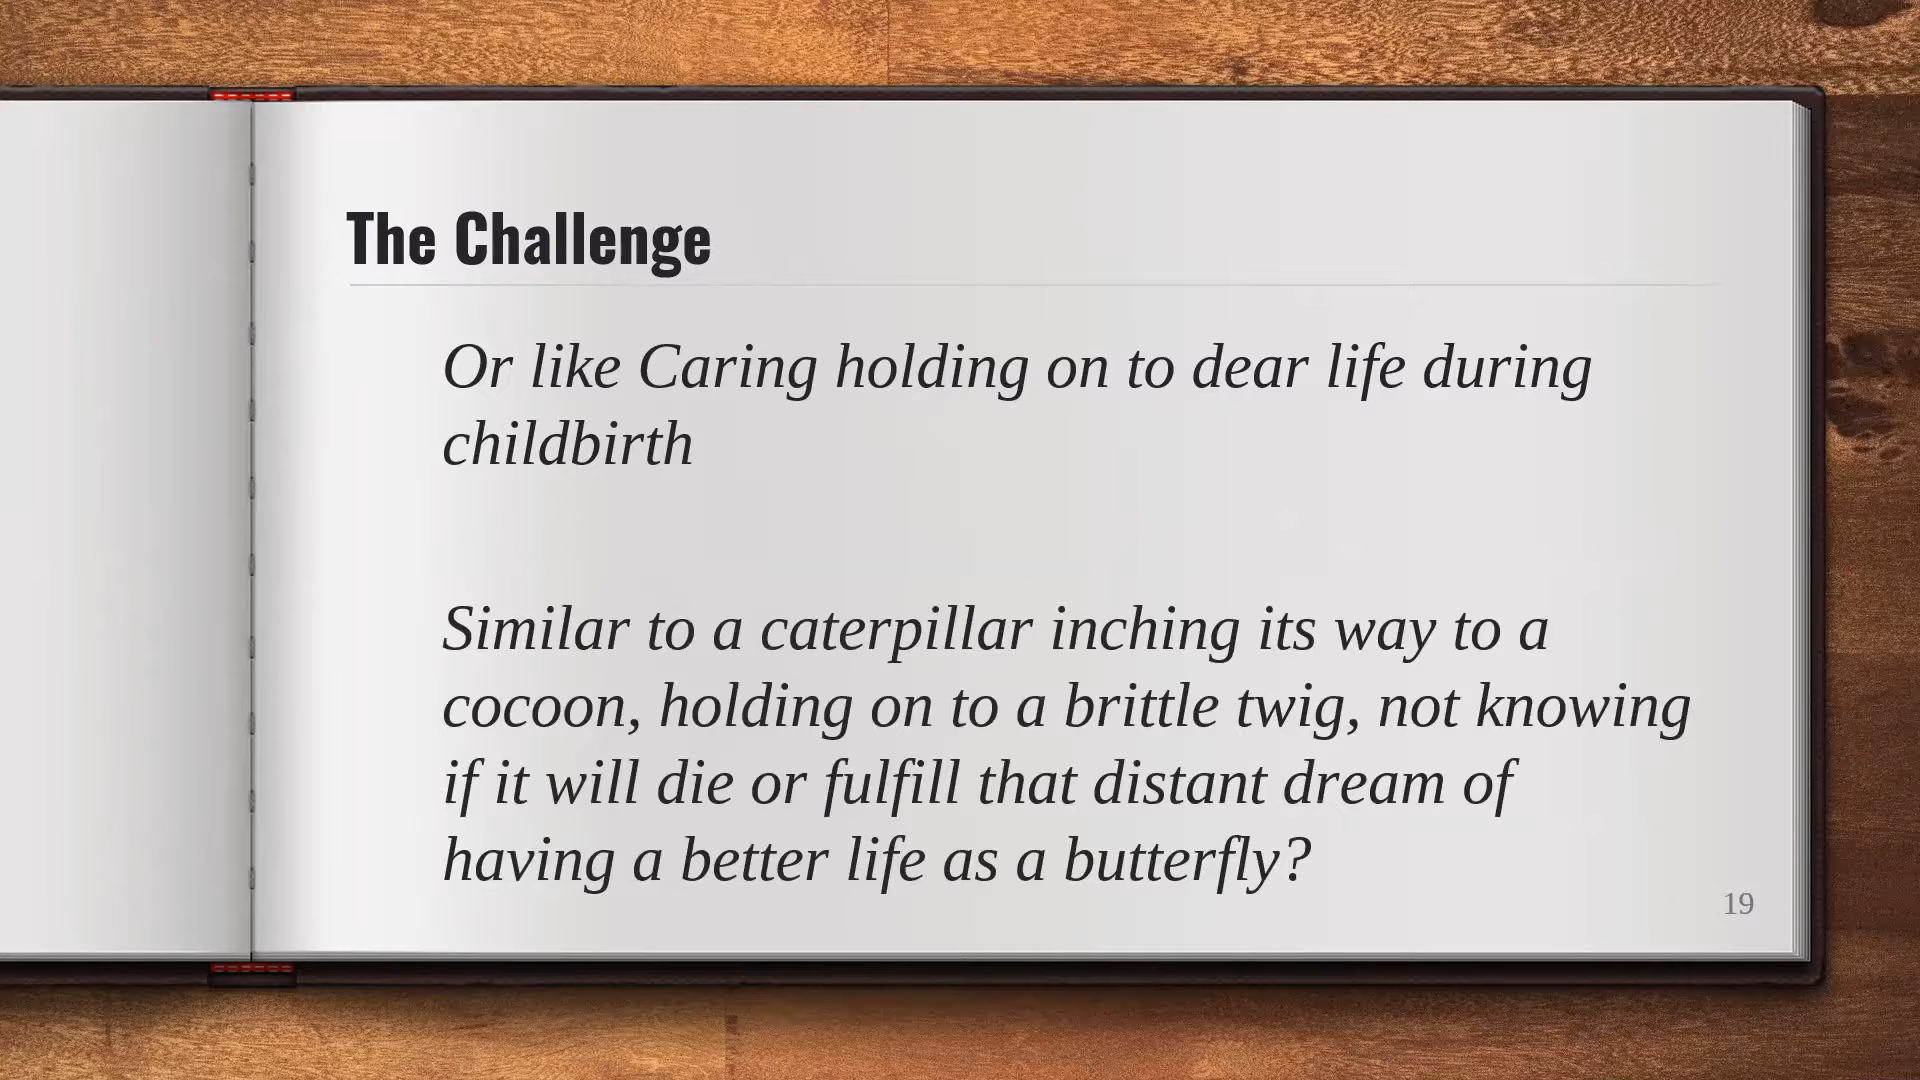 The Challenge
Or like Caring holding on to dear life during
childbirth
Similar to a caterpillar inching its way to a
cocoon, holding on to a brittle twig, not knowing
if it will die or fulfill that distant dream of
having a better life as a butterfly?
19